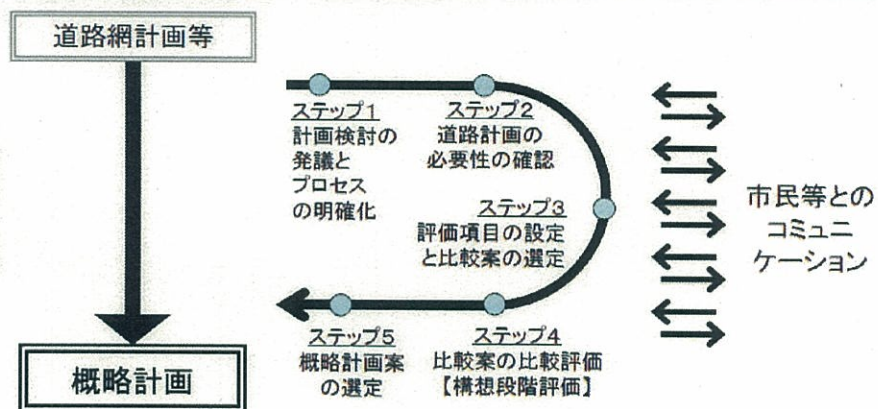 道路網計画等
ステップ1
計画検討の
発議と
プロセス
の明確化
ステップ2
道路計画の
必要性の確認
ステップ3
評価項目の設定
と比較案の選定
ステップ4
比較案の比較評価
【構想段階評価】
ステップ5
概略計画案
の選定
概略計画
市民等との
コミュニ
ケーション